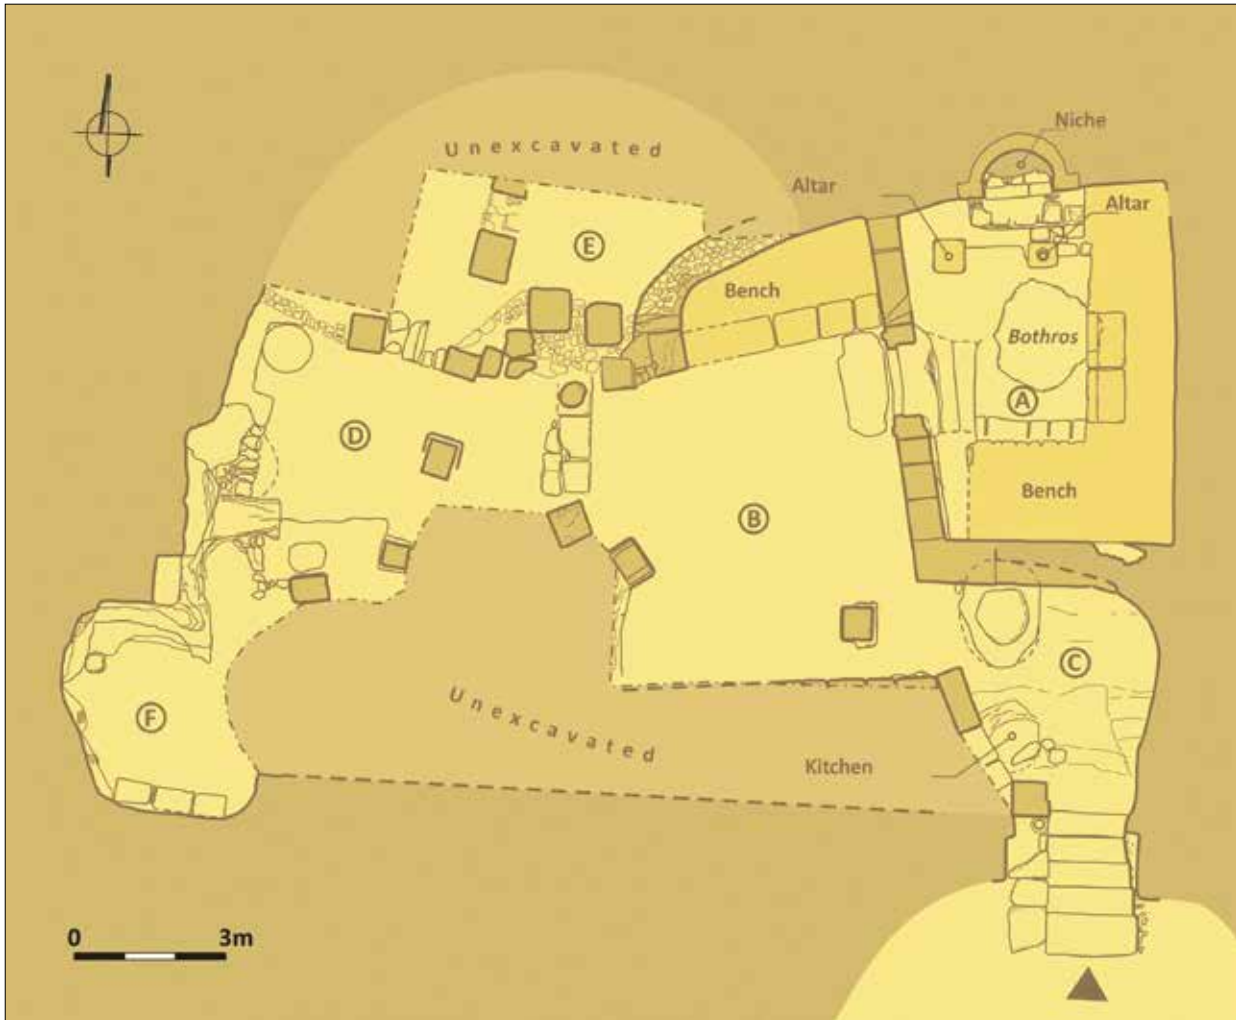 Niche
Unexcavated
Altar
Altar
E
Bench
Bothros
A
D
Bench
B
C
Unexcavated
F
Kitchen
0 3m